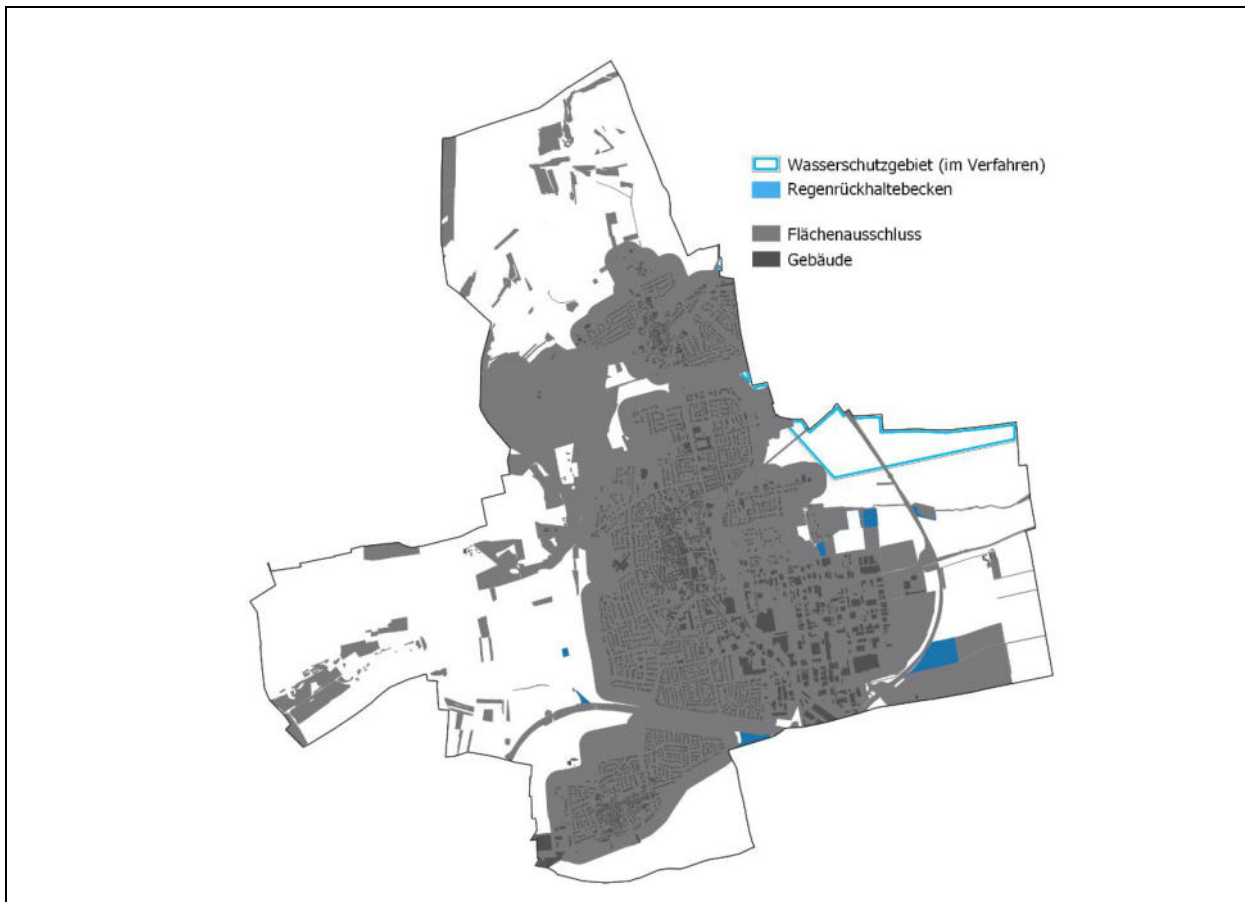 Wasserschutzgebiet (im Verfahren)
Regenrückhaltebecken
Flächenausschluss
Gebäude